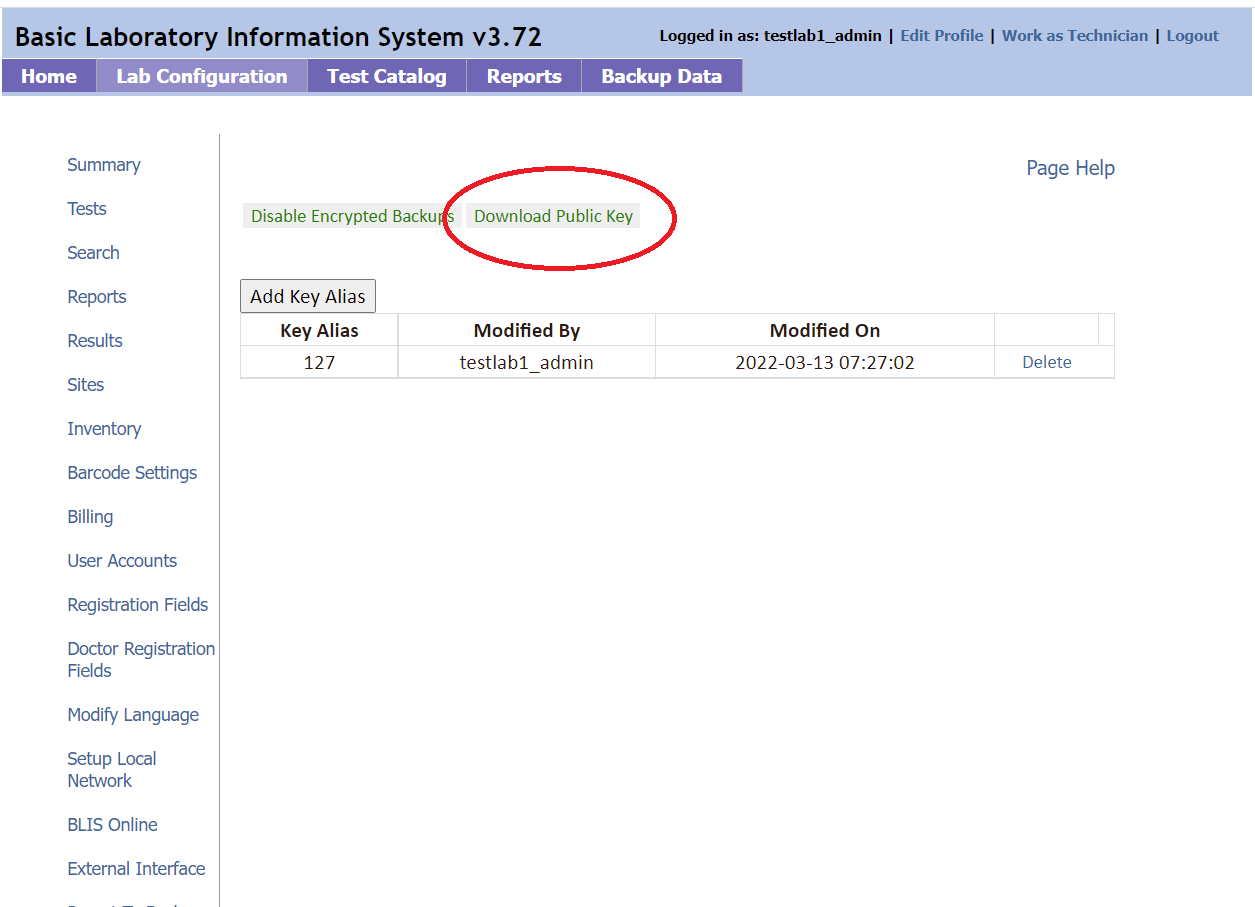 Basic Laboratory Information System v3.72
Logged in as: testlab1_admin | Edit Profile | Work as Technician | Logout
Home Lab Configuration Test Catalog Reports Backup Data
Summary
Tests
Search
Reports
Results
Sites
Inventory
Barcode Settings
Billing
User Accounts
Registration Fields
Doctor Registration
Fields
Modify Language
Setup Local
Network
BLIS Online
External Interface
Page Help
Disable Encrypted Backups Download Public Key
Add Key Alias
Key Alias Modified By Modified On
127 testlab1_admin 2022-03-13 07:27:02 Delete